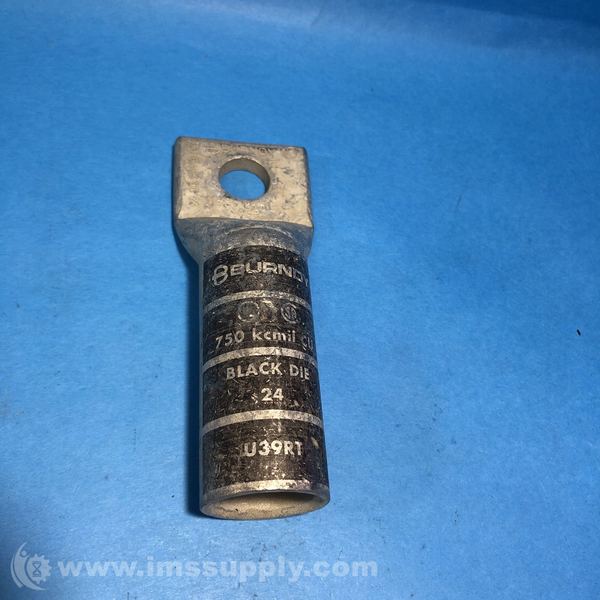 BURNDY
750 kcmil CU
BLACK DIE
24
U39RT
www.imssupply.com